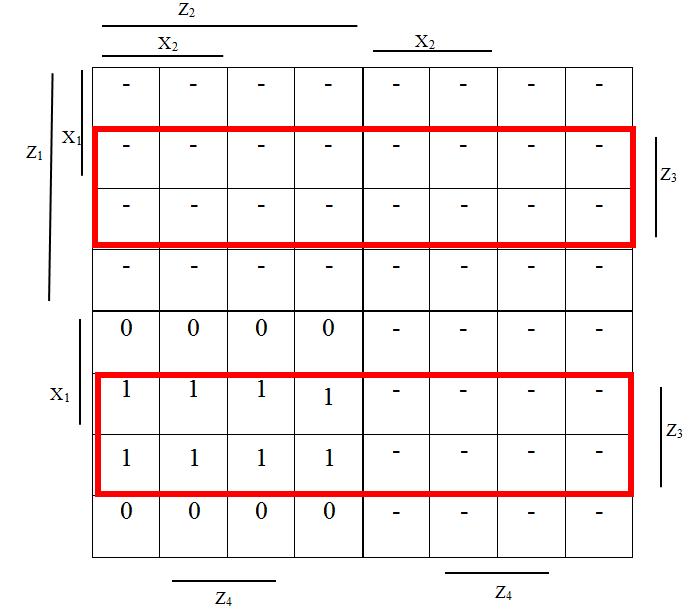 Z₂
X₂ X₂
- - - - - - - -
X₁
- - - - - - - -
Z₁
Z₃
- - - - - - - -
- - - - - - - -
0 0 0 0 - - - -
X₁
1 1 1 1 - - - -
Z₃
1 1 1 1 - - - -
0 0 0 0 - - - -
Z₄ Z₄